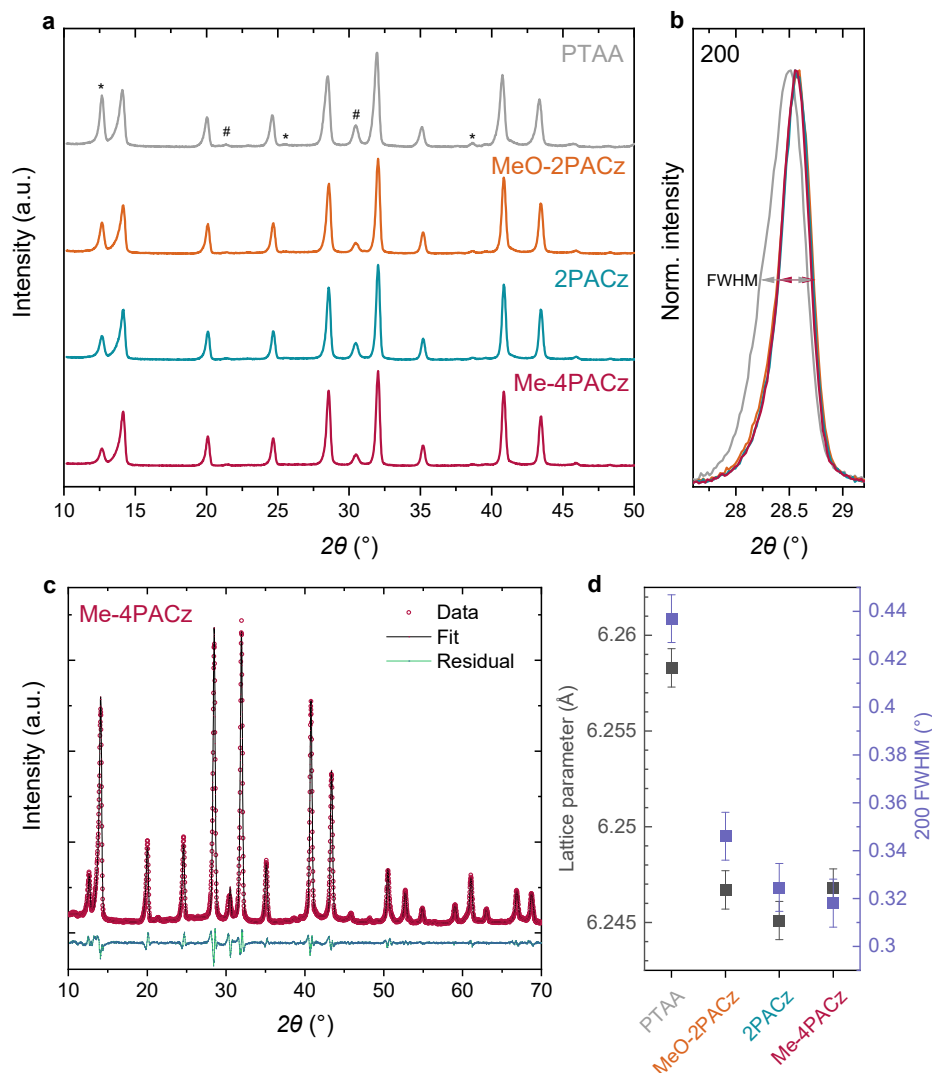 a
PTAA
*
#
*
#
*
MeO-2PACz
2PACz
Me-4PACz
Intensity (a.u.)
10 15 20 25 30 35 40 45 50
2θ (°)
b
200
FWHM
Norm. intensity
28 28.5 29
2θ (°)
c
Me-4PACz
Data
Fit
Residual
Intensity (a.u.)
10 20 30 40 50 60 70
2θ (°)
d
6.26
6.255
6.25
6.245
Lattice parameter (Å)
0.44
0.42
0.4
0.38
0.36
0.34
0.32
0.3
200 FWHM (°)
PTAA
MeO-2PACz
2PACz
Me-4PACz